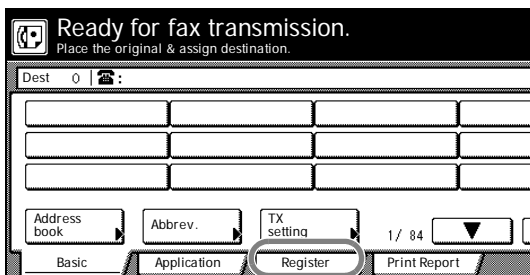 Ready for fax transmission.
Place the original & assign destination.
Dest 0 ☎:
Address book
Abbrev.
TX setting
1/ 84
Basic
Application
Register
Print Report